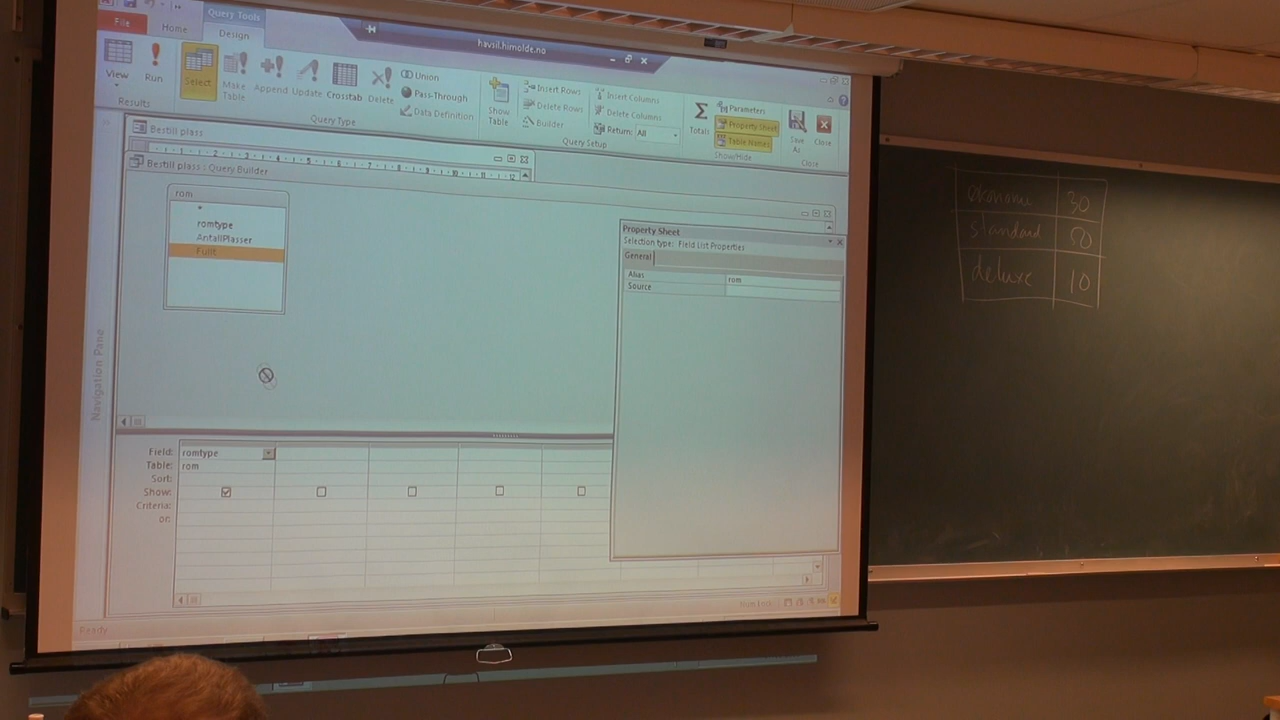 Query Tools
File Home Design
havsil.himolde.no
View
Run
Select
Make Table
Append
Update
Crosstab
Delete
Union
Pass-Through
Data Definition
Show Table
Insert Rows
Delete Rows
Builder
Insert Columns
Delete Columns
Return: All
Totals
Parameters
Property Sheet
Table Names
Save As
Close
Results
Query Type
Query Setup
Show/Hide
Close
Bestill plass
Bestill plass : Query Builder
rom
*
romtype
AntallPlasser
Fullt
Property Sheet
Selection type: Field List Properties
General
Alias rom
Source
Navigation Pane
Field: romtype
Table: rom
Sort:
Show:
Criteria:
or:
Ready
Num Lock
økonomi 30
standard 50
deluxe 10